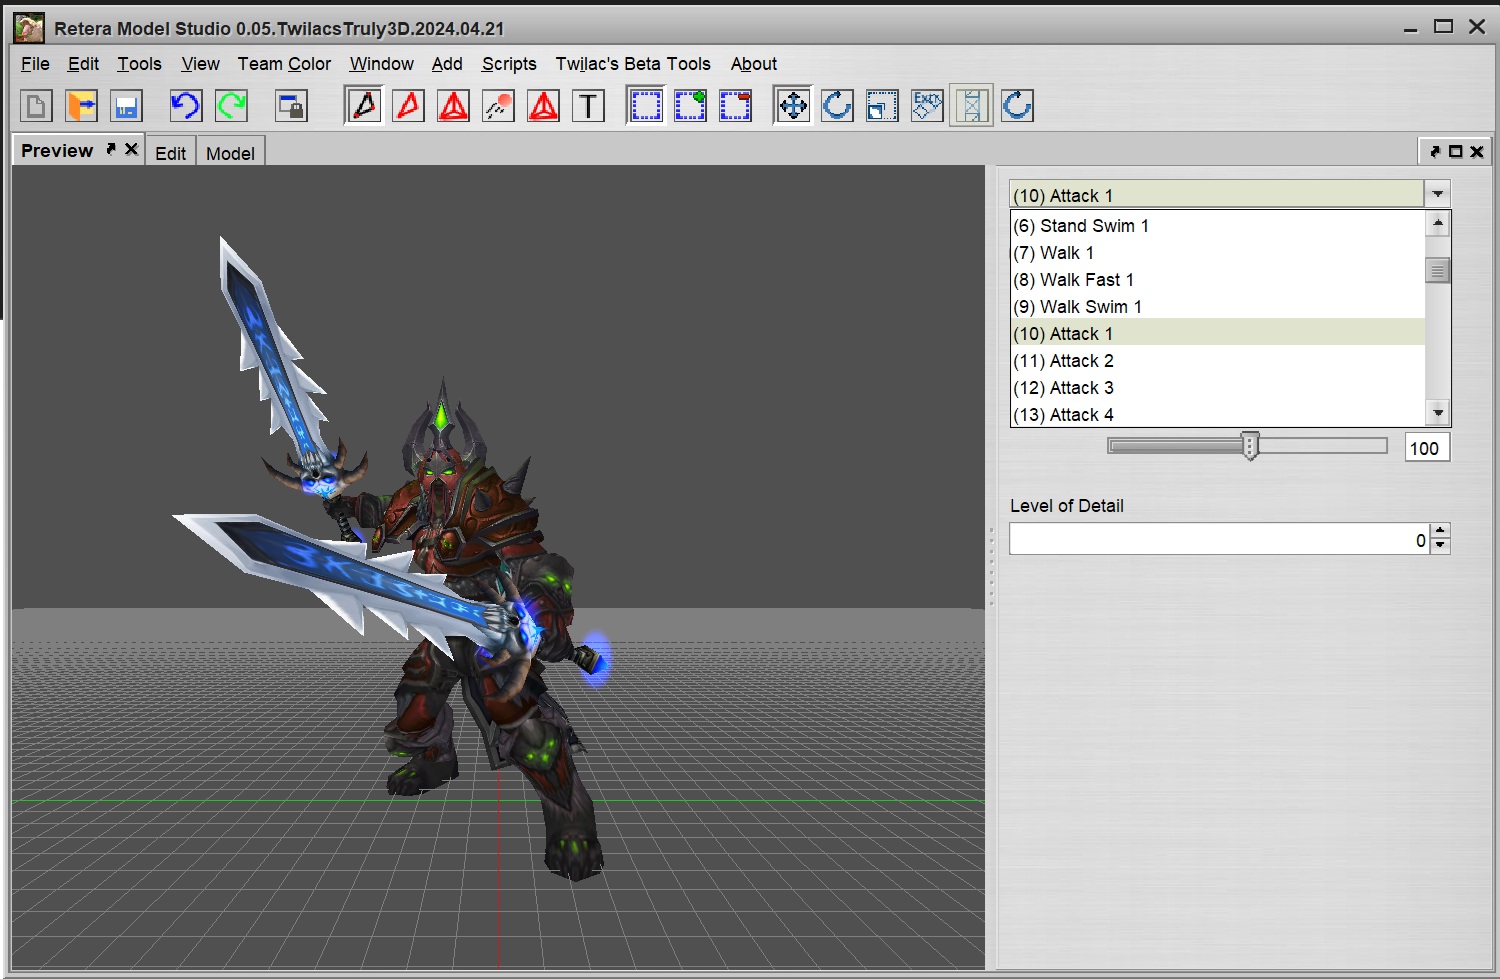 Retera Model Studio 0.05.TwilacsTruly3D.2024.04.21
File Edit Tools View Team Color Window Add Scripts Twilac's Beta Tools About
T
Preview Edit Model
(10) Attack 1
(6) Stand Swim 1
(7) Walk 1
(8) Walk Fast 1
(9) Walk Swim 1
(10) Attack 1
(11) Attack 2
(12) Attack 3
(13) Attack 4
100
Level of Detail
0